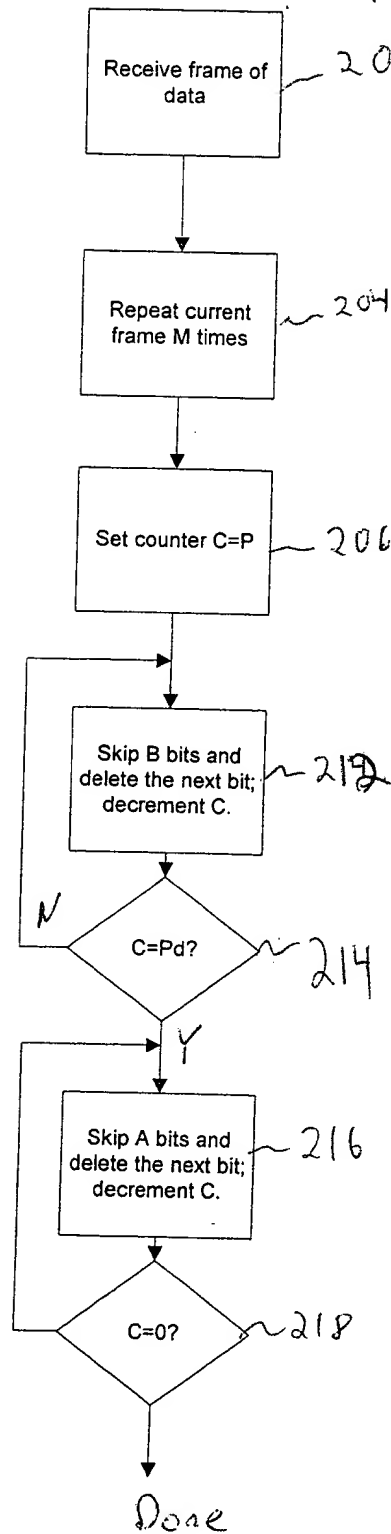 Receive frame of
data
20
Repeat current
frame M times
204
Set counter C=P
206
Skip B bits and
delete the next bit;
decrement C.
212
N
C=Pd?
214
Y
Skip A bits and
delete the next bit;
decrement C.
216
C=0?
218
Done